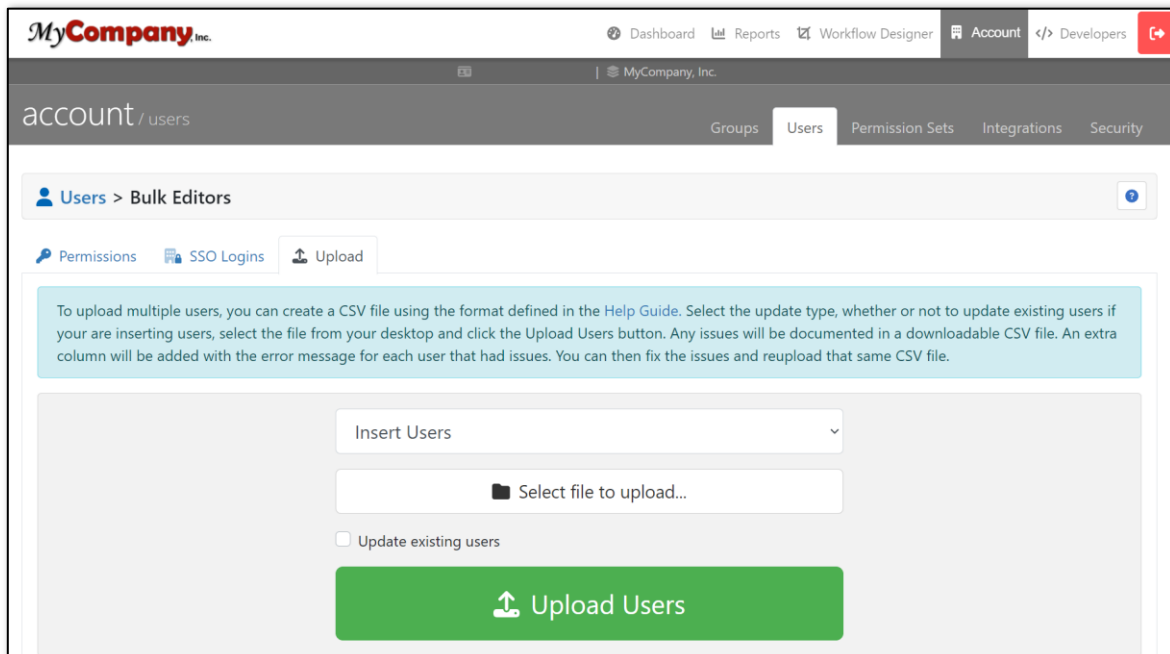 MyCompany, Inc.
Dashboard Reports Workflow Designer Account </> Developers
| MyCompany, Inc.
account / users
Groups Users Permission Sets Integrations Security
Users > Bulk Editors ?
Permissions SSO Logins Upload
To upload multiple users, you can create a CSV file using the format defined in the Help Guide. Select the update type, whether or not to update existing users if
your are inserting users, select the file from your desktop and click the Upload Users button. Any issues will be documented in a downloadable CSV file. An extra
column will be added with the error message for each user that had issues. You can then fix the issues and reupload that same CSV file.
Insert Users
Select file to upload...
Update existing users
Upload Users